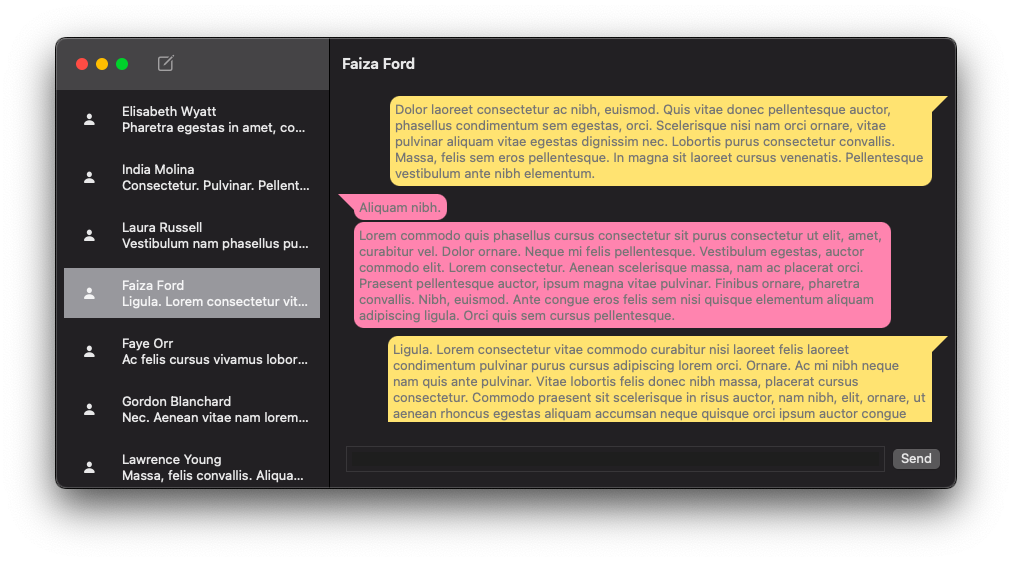 Faiza Ford
Elisabeth Wyatt
Pharetra egestas in amet, co...
India Molina
Consectetur. Pulvinar. Pellent...
Laura Russell
Vestibulum nam phasellus pu...
Faiza Ford
Ligula. Lorem consectetur vit...
Faye Orr
Ac felis cursus vivamus lobor...
Gordon Blanchard
Nec. Aenean vitae nam lorem...
Lawrence Young
Massa, felis convallis. Aliqua...
Dolor laoreet consectetur ac nibh, euismod. Quis vitae donec pellentesque auctor,
phasellus condimentum sem egestas, orci. Scelerisque nisi nam orci ornare, vitae
pulvinar aliquam vitae egestas dignissim nec. Lobortis purus consectetur convallis.
Massa, felis sem eros pellentesque. In magna sit laoreet cursus venenatis. Pellentesque
vestibulum ante nibh elementum.
Aliquam nibh.
Lorem commodo quis phasellus cursus consectetur sit purus consectetur ut elit, amet,
curabitur vel. Dolor ornare. Neque mi felis pellentesque. Vestibulum egestas, auctor
commodo elit. Lorem consectetur. Aenean scelerisque massa, nam ac placerat orci.
Praesent pellentesque auctor, ipsum magna vitae pulvinar. Finibus ornare, pharetra
convallis. Nibh, euismod. Ante congue eros felis sem nisi quisque elementum aliquam
adipiscing ligula. Orci quis sem cursus pellentesque.
Ligula. Lorem consectetur vitae commodo curabitur nisi laoreet felis laoreet
condimentum pulvinar purus cursus adipiscing lorem orci. Ornare. Ac mi nibh neque
nam quis ante pulvinar. Vitae lobortis felis donec nibh massa, placerat cursus
consectetur. Commodo praesent sit scelerisque in risus auctor, nam nibh, elit, ornare, ut
aenean rhoncus egestas aliquam accumsan neque quisque orci ipsum auctor congue
Send